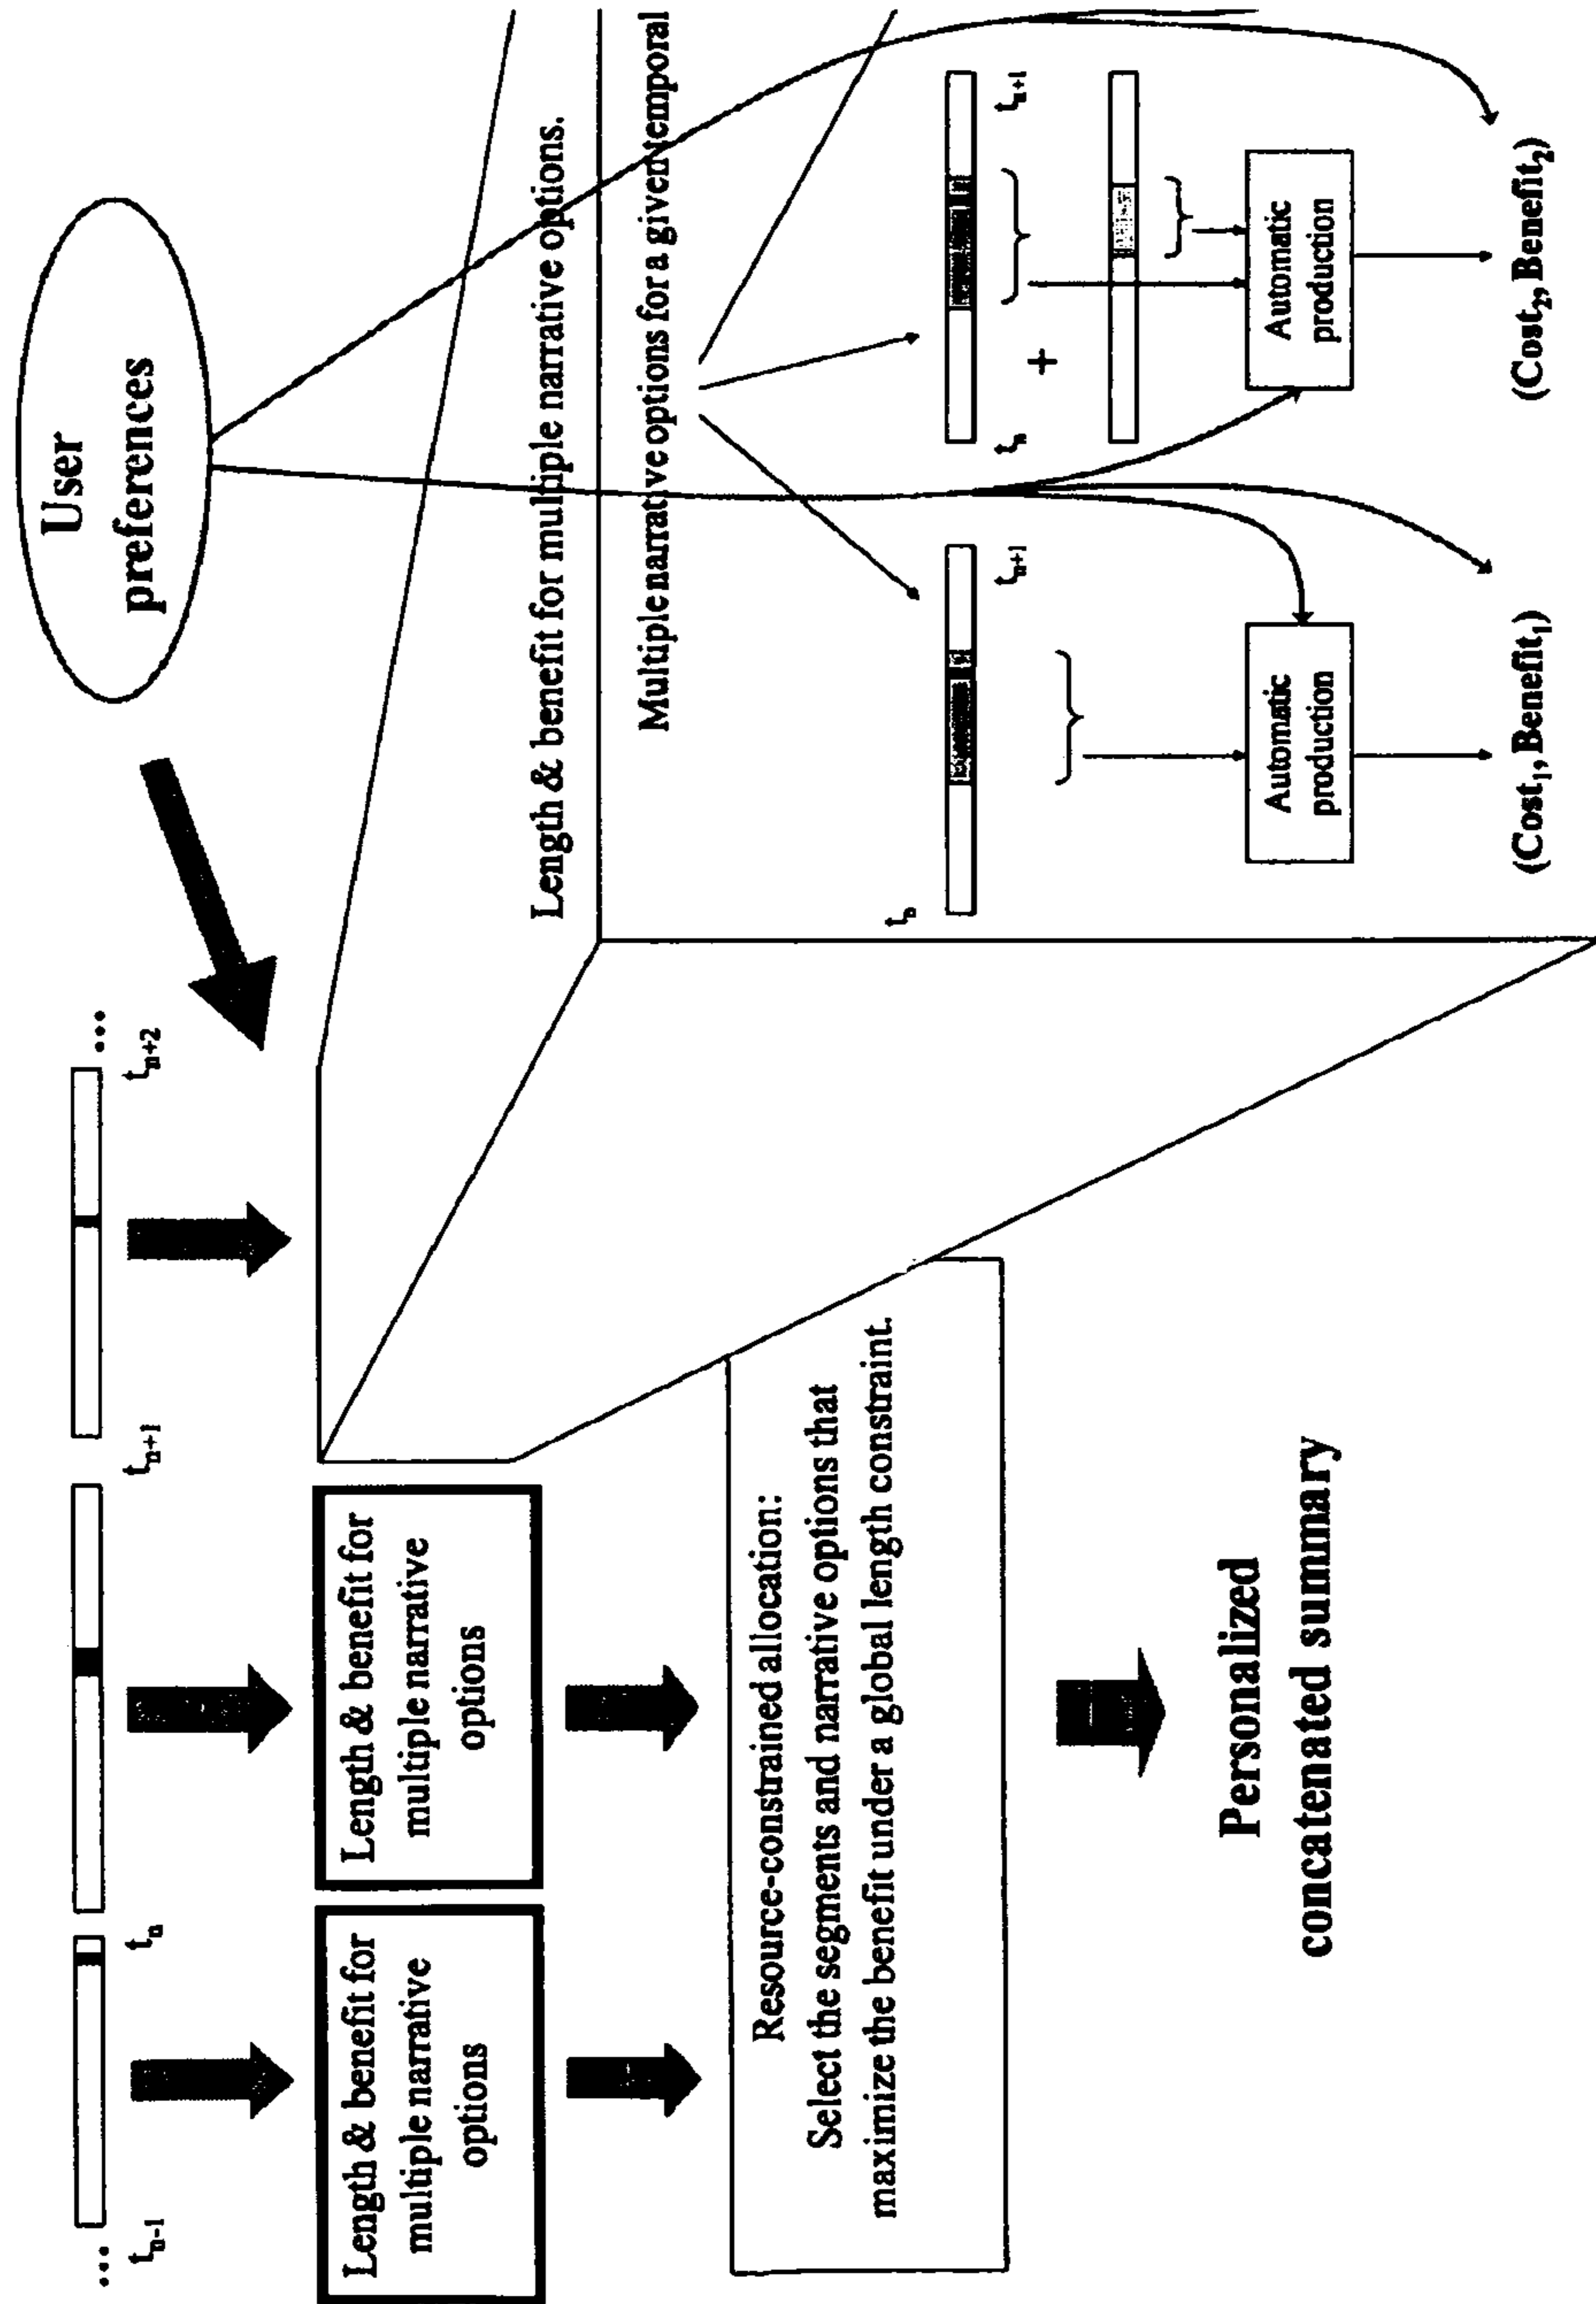 User
preferences
... t_{n-1}
t_n
t_{n+1}
t_{n+2} ...
Length & benefit for
multiple narrative
options
Length & benefit for
multiple narrative
options
Length & benefit for multiple narrative options.
Multiple narrative options for a given temporal
Resource-constrained allocation:
Select the segments and narrative options that
maximize the benefit under a global length constraint.
Personalized
concatenated summary
t_n
t_{n+1}
t_n
+
t_{n+1}
Automatic
production
Automatic
production
(Cost_1, Benefit_1)
(Cost_2, Benefit_2)